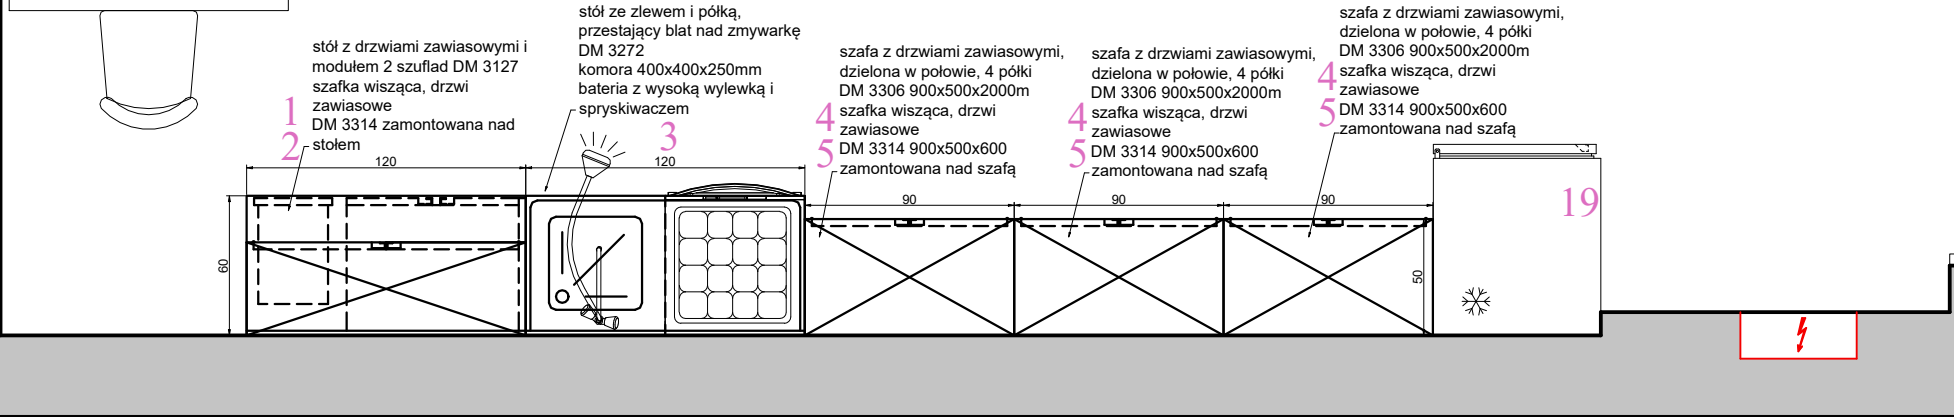 stół z drzwiami zawiasowymi i
modułem 2 szuflad DM 3127
szafka wisząca, drzwi
zawiasowe
DM 3314 zamontowana nad
stołem
1
2
120
60
stół ze zlewem i półką,
przestający blat nad zmywarkę
DM 3272
komora 400x400x250mm
bateria z wysoką wylewką i
spryskiwaczem
3
120
szafa z drzwiami zawiasowymi,
dzielona w połowie, 4 półki
DM 3306 900x500x2000m
szafka wisząca, drzwi
zawiasowe
DM 3314 900x500x600
zamontowana nad szafą
4
5
90
szafa z drzwiami zawiasowymi,
dzielona w połowie, 4 półki
DM 3306 900x500x2000m
szafka wisząca, drzwi
zawiasowe
DM 3314 900x500x600
zamontowana nad szafą
4
5
90
szafa z drzwiami zawiasowymi,
dzielona w połowie, 4 półki
DM 3306 900x500x2000m
szafka wisząca, drzwi
zawiasowe
DM 3314 900x500x600
zamontowana nad szafą
4
5
90
50
19